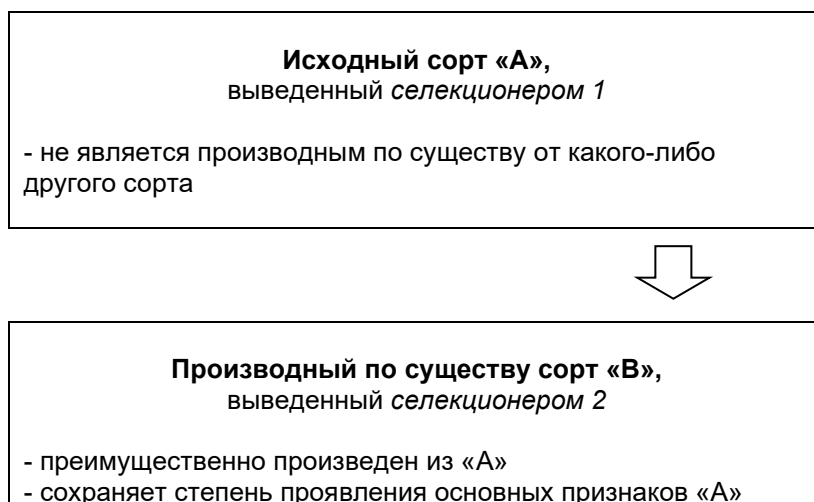 Исходный сорт «А»,
выведенный селекционером 1
- не является производным по существу от какого-либо
другого сорта
Производный по существу сорт «В»,
выведенный селекционером 2
- преимущественно произведен из «А»
- сохраняет степень проявления основных признаков «А»